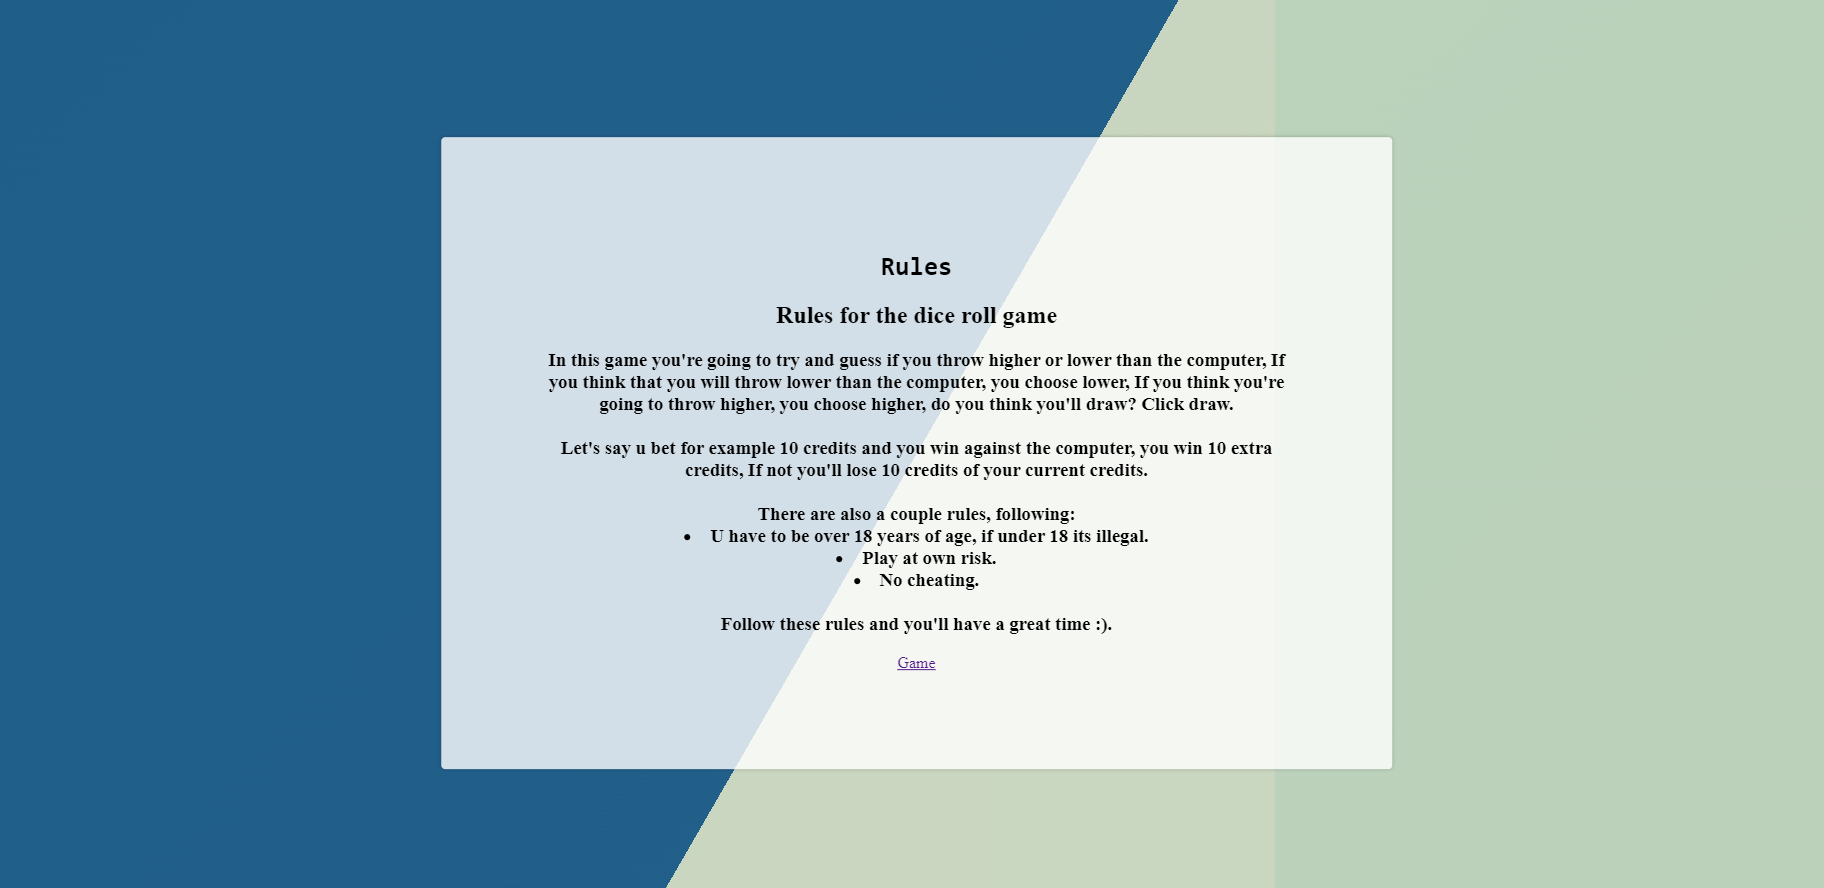 Rules
Rules for the dice roll game
In this game you're going to try and guess if you throw higher or lower than the computer, If
you think that you will throw lower than the computer, you choose lower, If you think you're
going to throw higher, you choose higher, do you think you'll draw? Click draw.
Let's say u bet for example 10 credits and you win against the computer, you win 10 extra
credits, If not you'll lose 10 credits of your current credits.
There are also a couple rules, following:
• U have to be over 18 years of age, if under 18 its illegal.
• Play at own risk.
• No cheating.
Follow these rules and you'll have a great time :).
Game